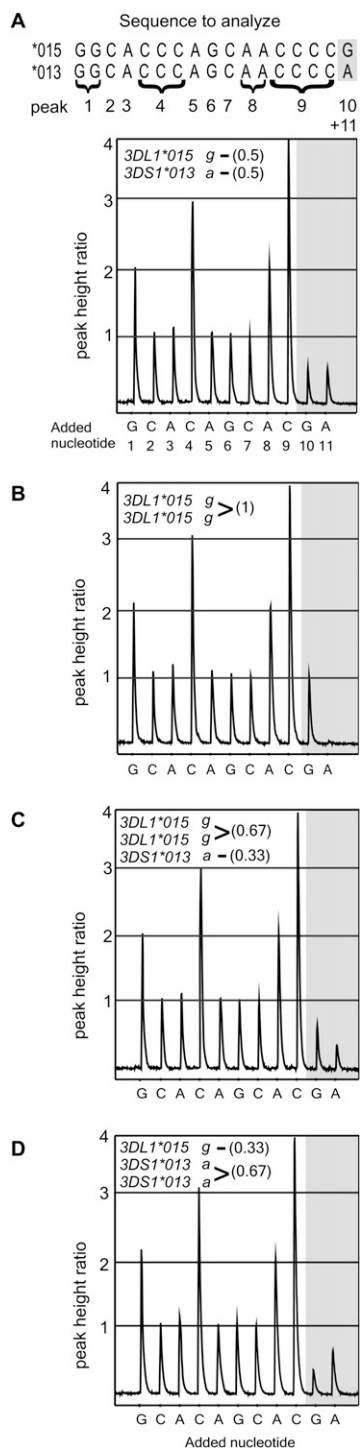 A
Sequence to analyze
*015 G G C A C C C A G C A A C C C C G
*013 G G C A C C C A G C A A C C C C A
peak 1 2 3 4 5 6 7 8 9 10
+11
3DL1*015 g – (0.5)
3DS1*013 a – (0.5)
4
3
2
1
peak height ratio
Added nucleotide
G C A C A G C A C G A
1 2 3 4 5 6 7 8 9 10 11
B
3DL1*015 g
3DL1*015 g > (1)
4
3
2
1
peak height ratio
G C A C A G C A C G A
C
3DL1*015 g
3DL1*015 g > (0.67)
3DS1*013 a – (0.33)
4
3
2
1
peak height ratio
G C A C A G C A C G A
D
3DL1*015 g – (0.33)
3DS1*013 a
3DS1*013 a > (0.67)
4
3
2
1
peak height ratio
G C A C A G C A C G A
Added nucleotide